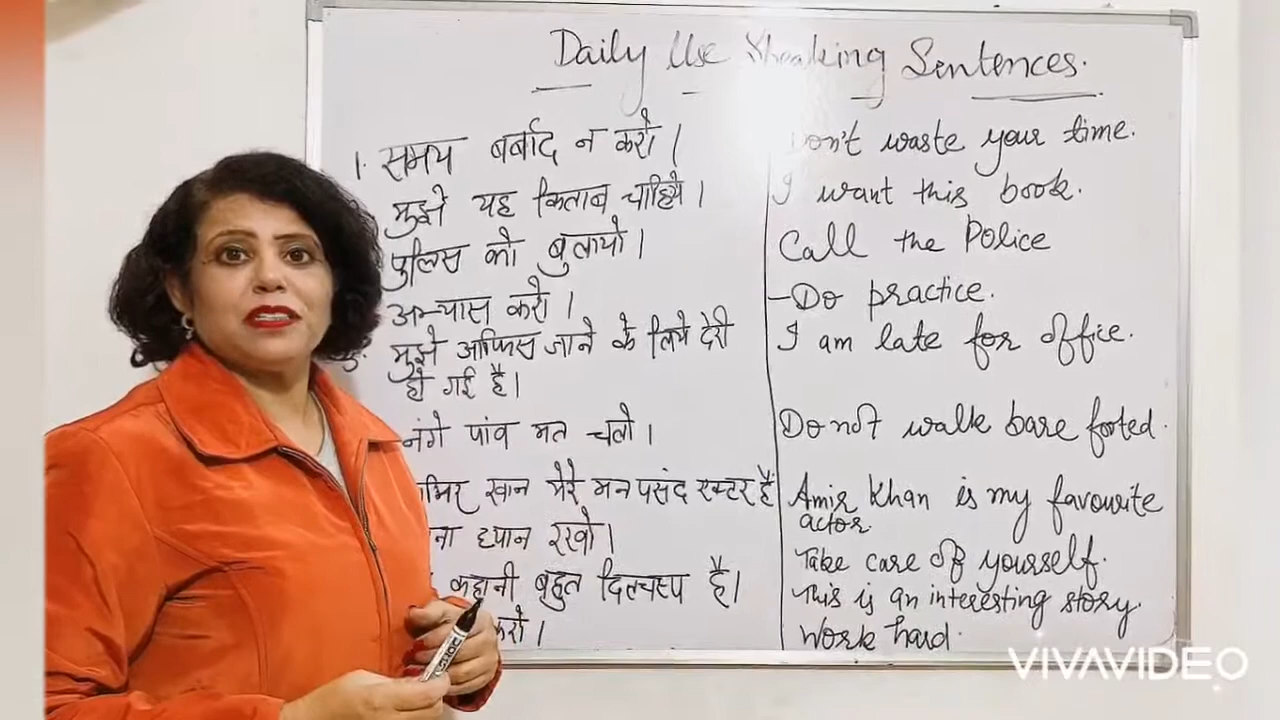 Daily Use Speaking Sentences.
1. समय बर्बाद न करो। Don't waste your time.
मुझे यह किताब चाहिये। I want this book.
पुलिस को बुलायो। Call the Police
अभ्यास करो। -Do practice.
मुझे आफिस जाने के लिये देरी I am late for office.
हो गई है।
नंगे पांव मत चलो। Do not walk bare footed.
खान मेरे मन पसंद एक्टर हैं Amir Khan is my favourite
actor
ध्यान रखो। Take care of yourself.
कहानी बहुत दिलचस्प है। This is an interesting story.
करो। Work hard.
VIVAVIDEO